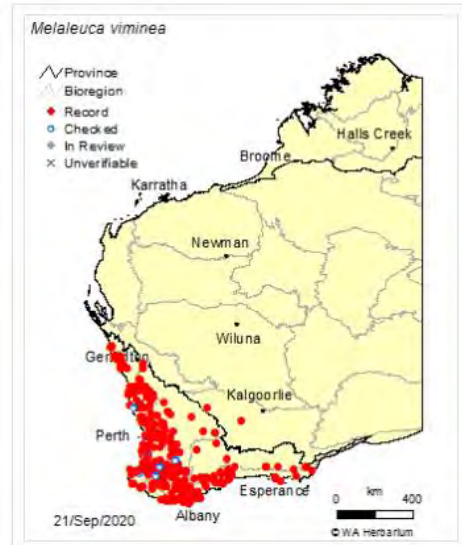 Melaleuca viminea
Province
Bioregion
Record
Checked
In Review
Unverifiable
Halls Creek
Broome
Karratha
Newman
Wiluna
Geraldton
Kalgoorlie
Perth
Esperance
Albany
21/Sep/2020
0 km 400
© WA Herbarium